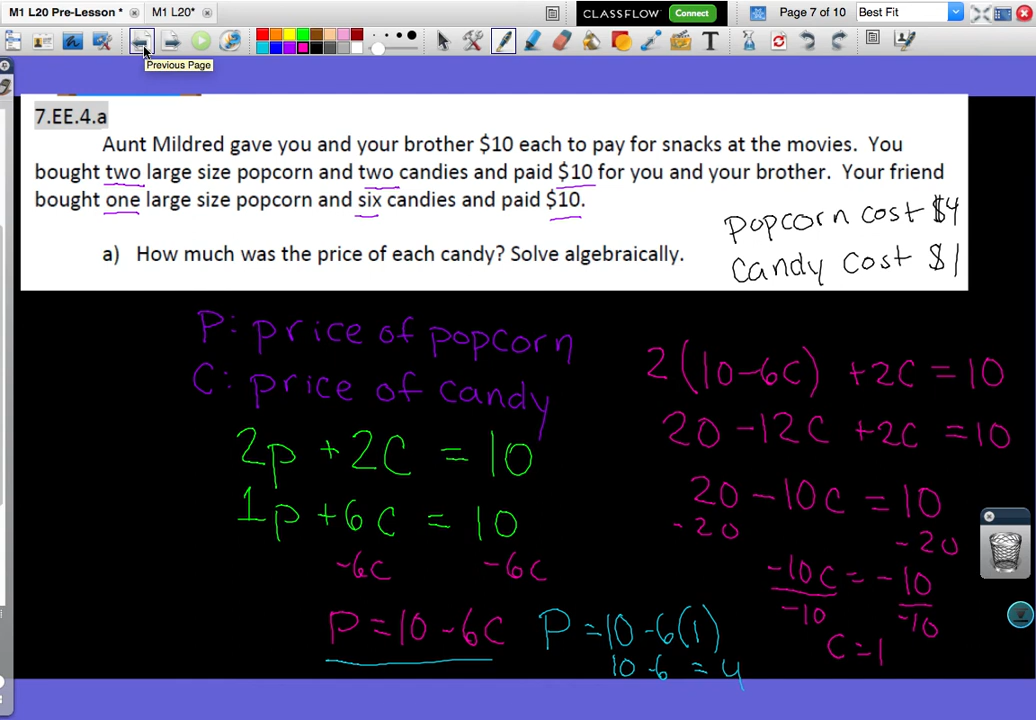 M1 L20 Pre-Lesson *
M1 L20*
CLASSFLOW
Connect
Page 7 of 10
Best Fit
T
Previous Page
7.EE.4.a
Aunt Mildred gave you and your brother $10 each to pay for snacks at the movies. You
bought two large size popcorn and two candies and paid $10 for you and your brother. Your friend
bought one large size popcorn and six candies and paid $10.
popcorn cost $4
a) How much was the price of each candy? Solve algebraically.
candy cost $1
P: price of popcorn
C: price of candy
2p + 2C = 10
1p + 6C = 10
-6C -6C
P = 10 - 6C
P = 10 - 6(1)
10 - 6 = 4
2(10 - 6C) + 2C = 10
20 - 12C + 2C = 10
20 - 10C = 10
-20 -20
-10C = -10
-10 -10
C = 1